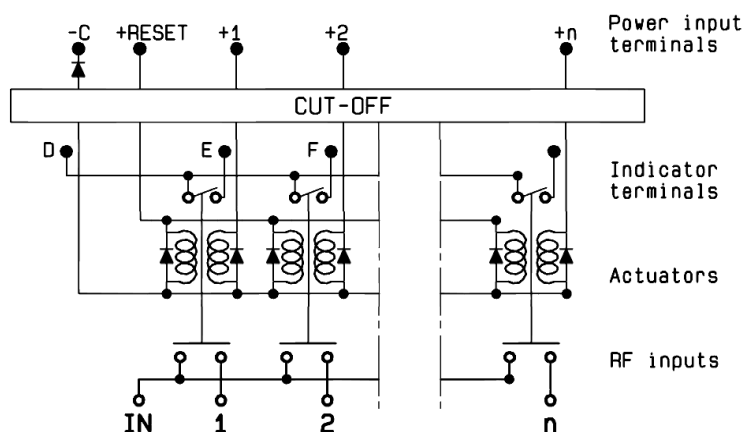 -C +RESET +1 +2 +n Power input
terminals
CUT-OFF
D E F Indicator
terminals
Actuators
RF inputs
IN 1 2 n